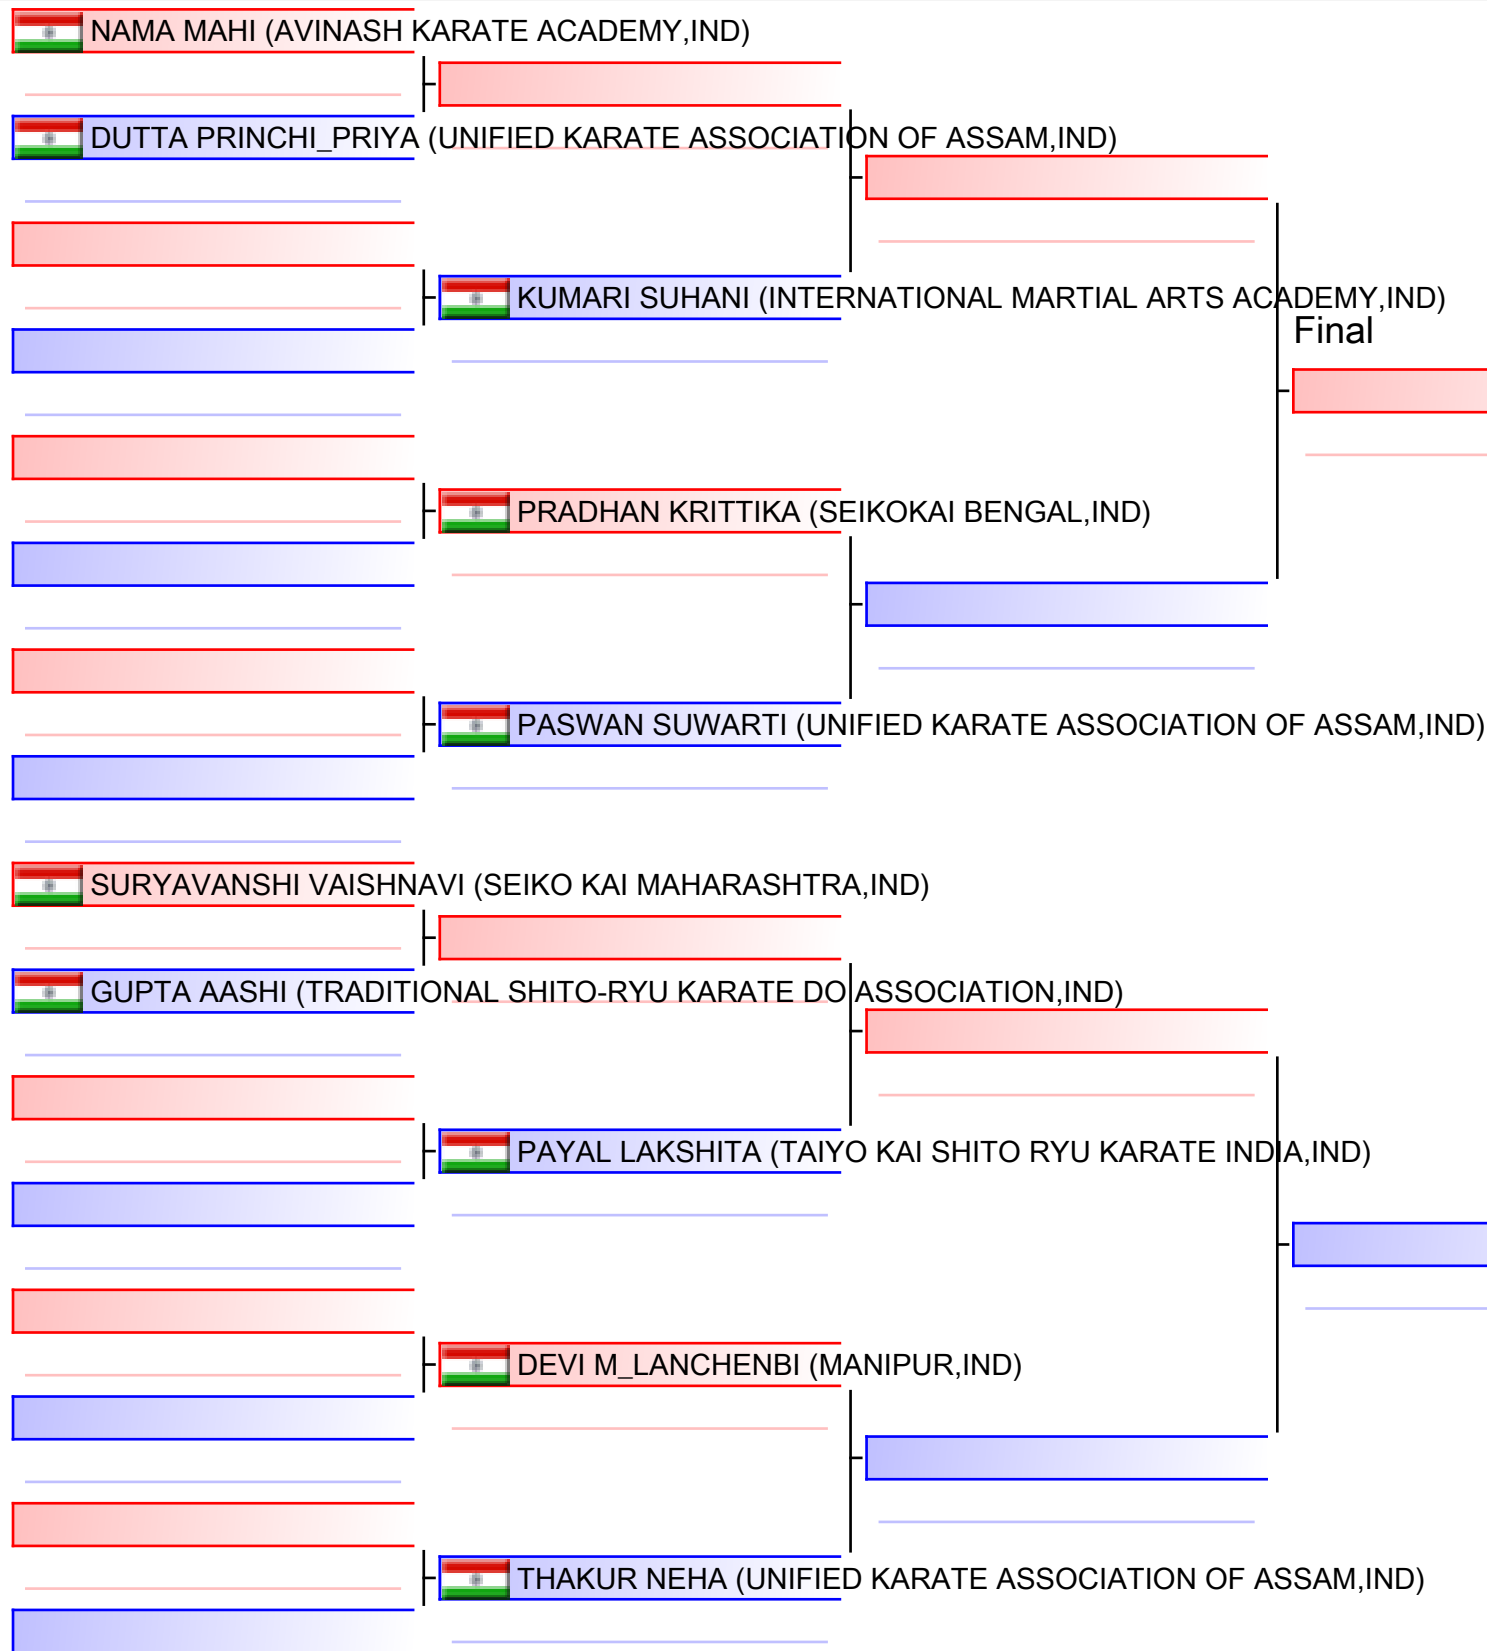 NAMA MAHI (AVINASH KARATE ACADEMY,IND)
DUTTA PRINCHI_PRIYA (UNIFIED KARATE ASSOCIATION OF ASSAM,IND)
KUMARI SUHANI (INTERNATIONAL MARTIAL ARTS ACADEMY,IND)
Final
PRADHAN KRITTIKA (SEIKOKAI BENGAL,IND)
PASWAN SUWARTI (UNIFIED KARATE ASSOCIATION OF ASSAM,IND)
SURYAVANSHI VAISHNAVI (SEIKO KAI MAHARASHTRA,IND)
GUPTA AASHI (TRADITIONAL SHITO-RYU KARATE DO ASSOCIATION,IND)
PAYAL LAKSHITA (TAIYO KAI SHITO RYU KARATE INDIA,IND)
DEVI M_LANCHENBI (MANIPUR,IND)
THAKUR NEHA (UNIFIED KARATE ASSOCIATION OF ASSAM,IND)